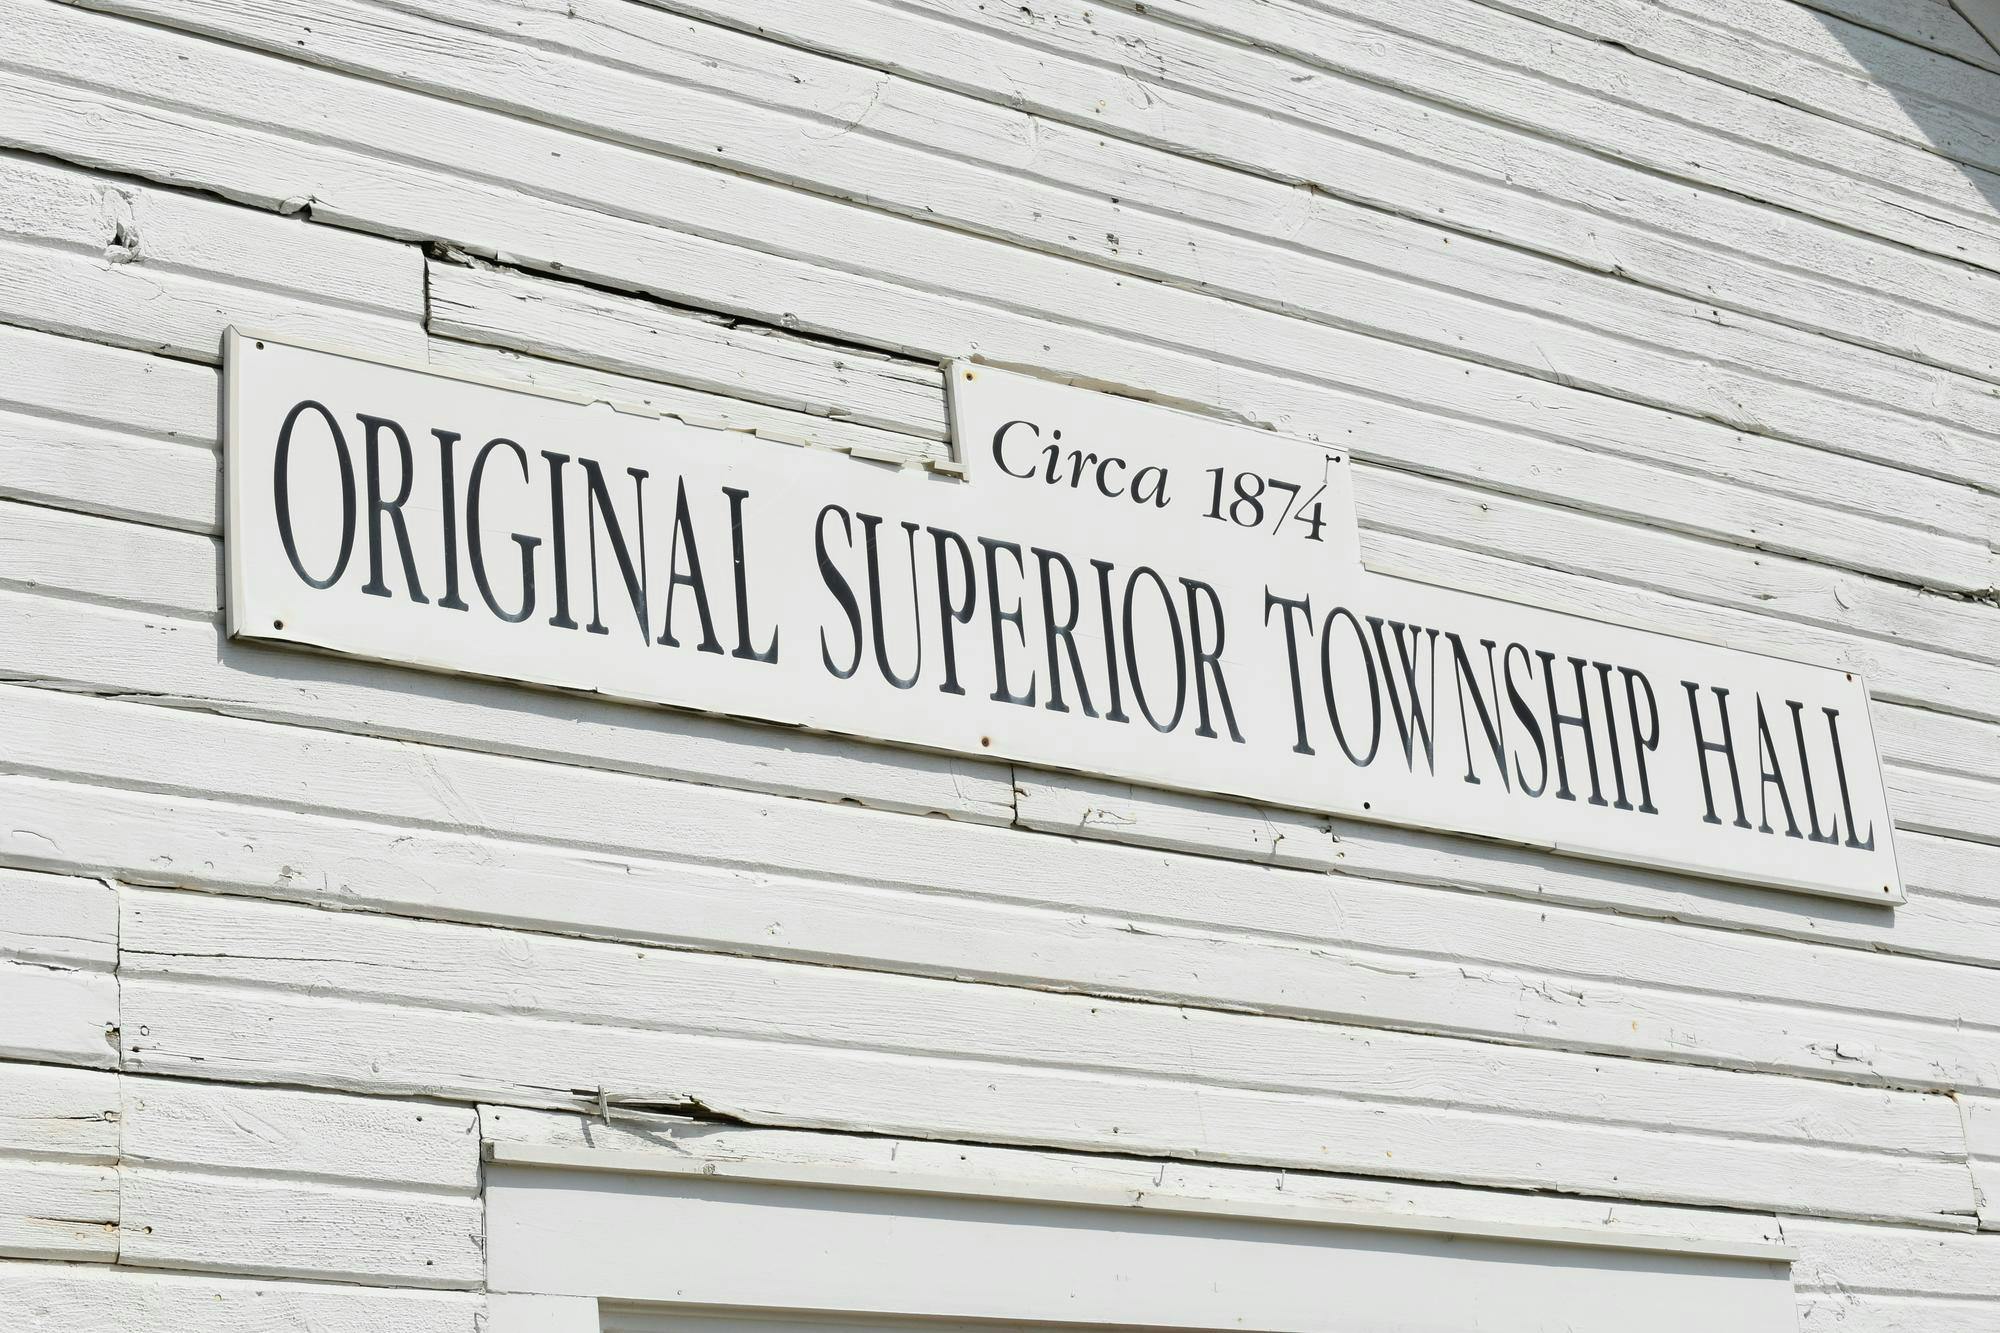 Circa 1874
ORIGINAL SUPERIOR TOWNSHIP HALL